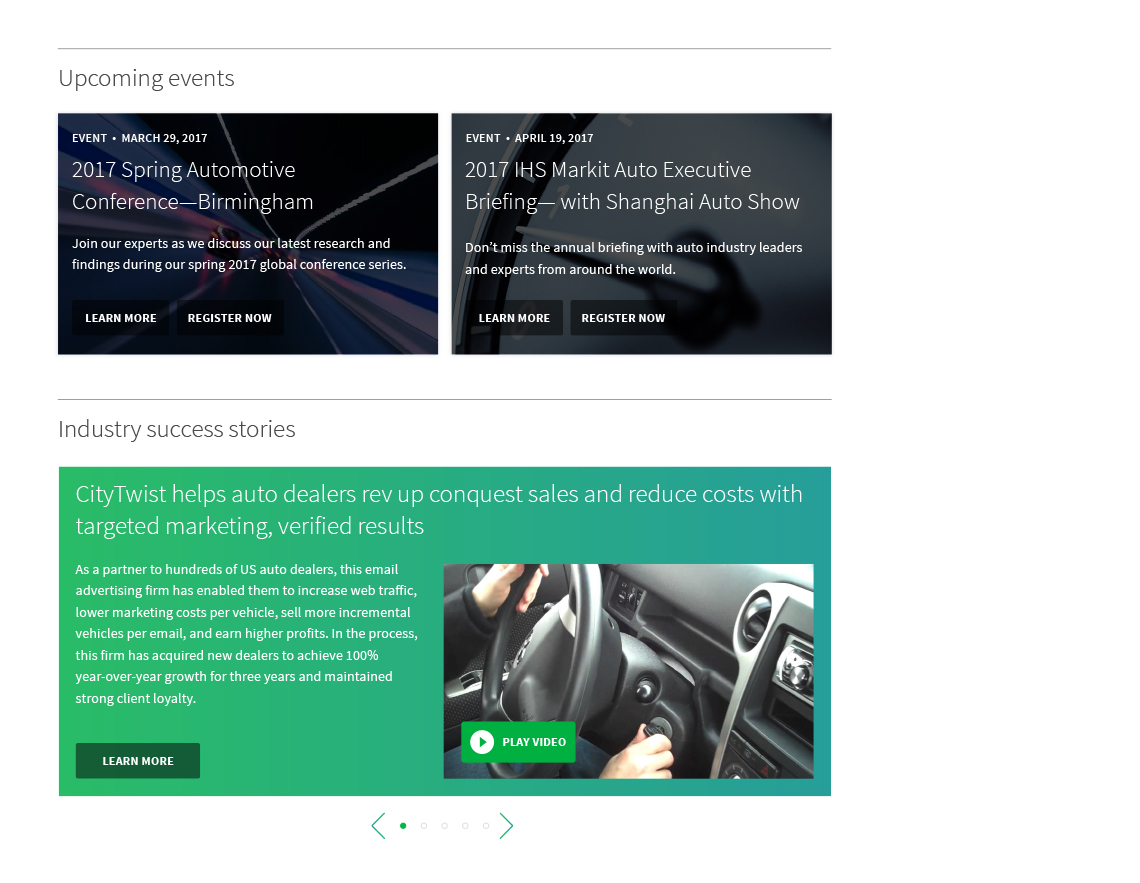 Upcoming events
EVENT • MARCH 29, 2017
2017 Spring Automotive
Conference—Birmingham
Join our experts as we discuss our latest research and
findings during our spring 2017 global conference series.
LEARN MORE
REGISTER NOW
EVENT • APRIL 19, 2017
2017 IHS Markit Auto Executive
Briefing— with Shanghai Auto Show
Don’t miss the annual briefing with auto industry leaders
and experts from around the world.
LEARN MORE
REGISTER NOW
Industry success stories
CityTwist helps auto dealers rev up conquest sales and reduce costs with
targeted marketing, verified results
As a partner to hundreds of US auto dealers, this email
advertising firm has enabled them to increase web traffic,
lower marketing costs per vehicle, sell more incremental
vehicles per email, and earn higher profits. In the process,
this firm has acquired new dealers to achieve 100%
year-over-year growth for three years and maintained
strong client loyalty.
LEARN MORE
PLAY VIDEO